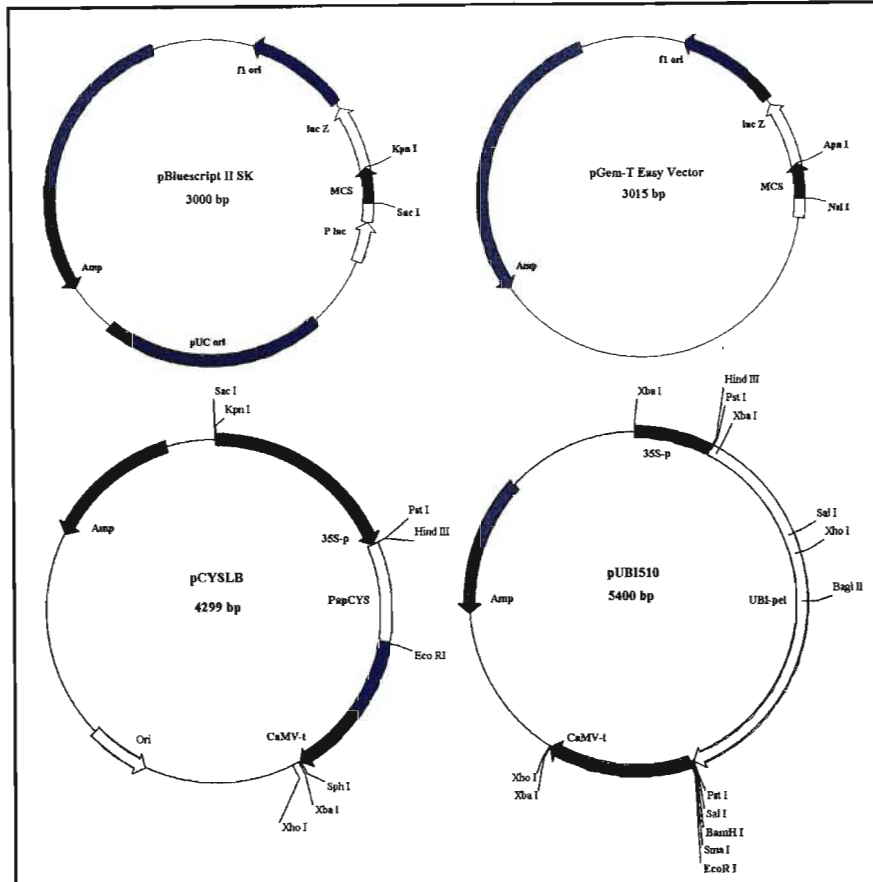 f1 ori
lac Z
Kpn I
pBluescript II SK
3000 bp
MCS
Sac I
P lac
Amp
pUC ori
f1 ori
lac Z
Apa I
pGem-T Easy Vector
3015 bp
MCS
Nsl I
Amp
Sac I
Kpn I
Amp
35S-p
Pst I
Hind III
pCYSLB
4299 bp
PapCYS
Eco RI
CaMV-t
Ori
Sph I
Xba I
Xho I
Xba I
Hind III
Pst I
Xba I
35S-p
Sal I
Xho I
pUBI510
5400 bp
UBI-pei
Bagl II
Amp
CaMV-t
Xho I
Xba I
Pst I
Sal I
BamH I
Sma I
EcoR I